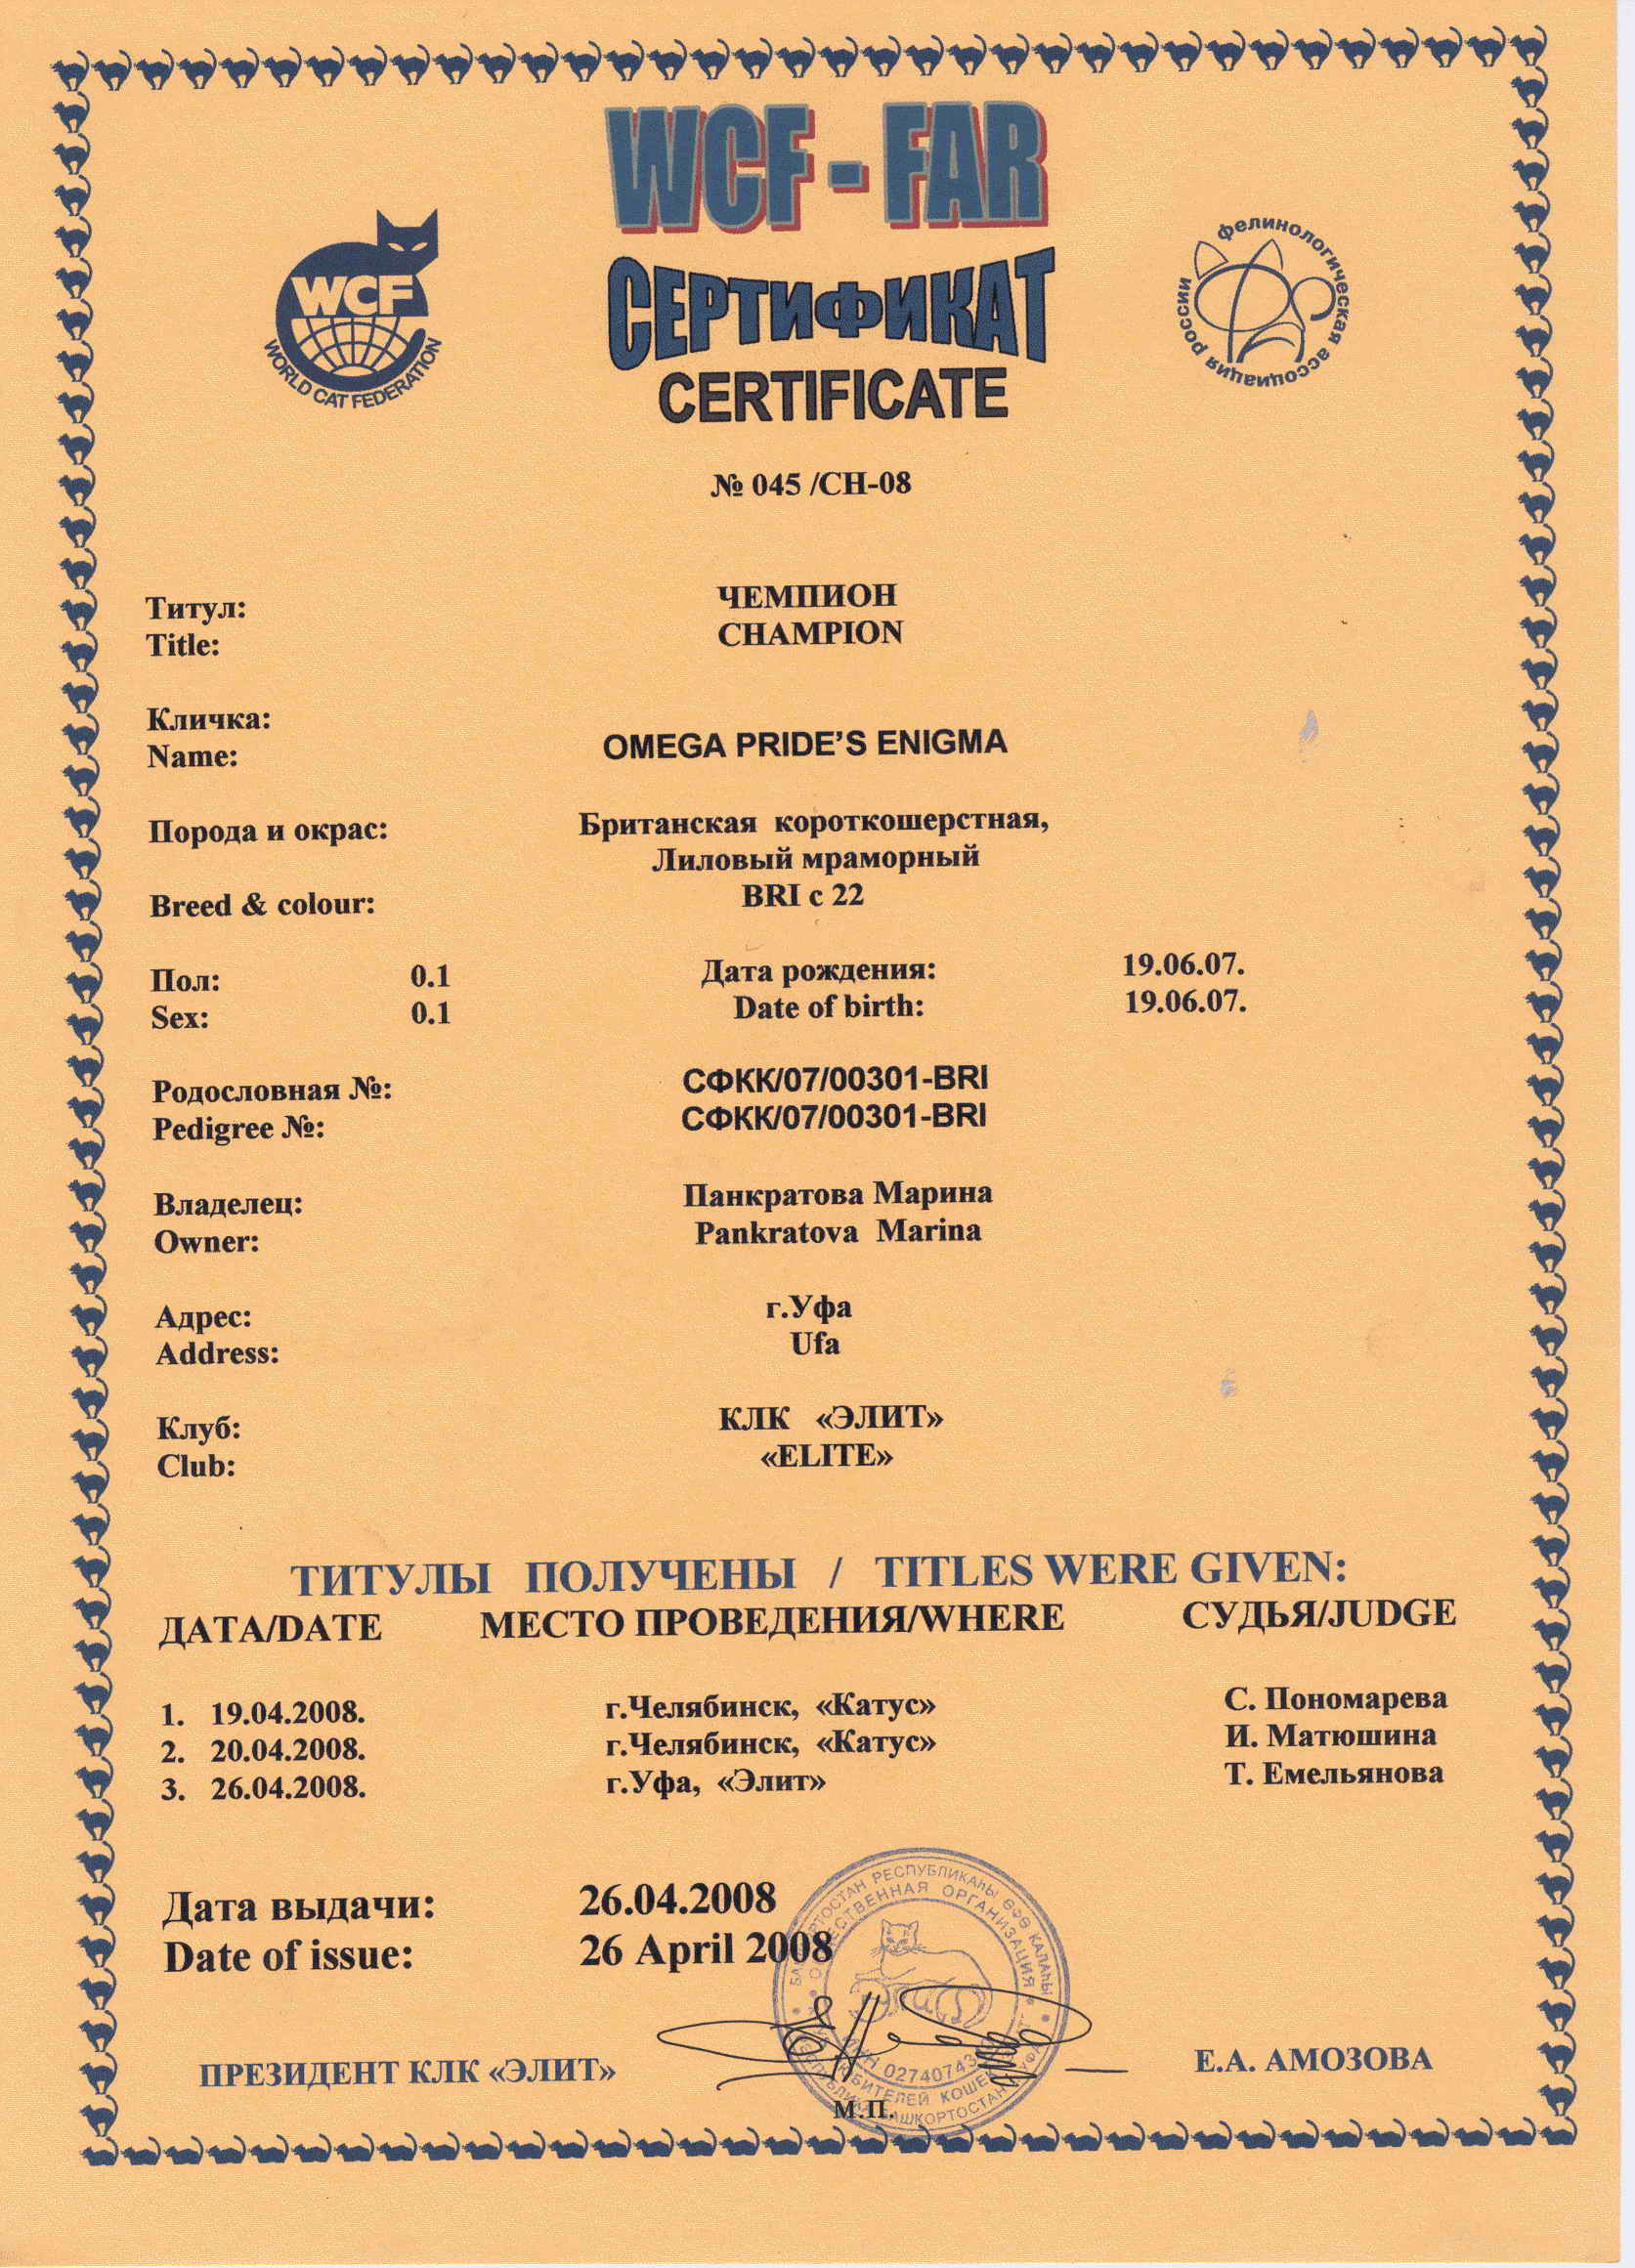 WCF - FAR
WCF
WORLD CAT FEDERATION
фелинологическая ассоциация россии
СЕРТИФИКАТ
CERTIFICATE
№ 045 /CH-08
Титул: ЧЕМПИОН
Title: CHAMPION
Кличка:
Name: OMEGA PRIDE’S ENIGMA
Порода и окрас: Британская короткошерстная,
Лиловый мраморный
Breed & colour: BRI c 22
Пол: 0.1 Дата рождения: 19.06.07.
Sex: 0.1 Date of birth: 19.06.07.
Родословная №: СФКК/07/00301-BRI
Pedigree №: СФКК/07/00301-BRI
Владелец: Панкратова Марина
Owner: Pankratova Marina
Адрес: г.Уфа
Address: Ufa
Клуб: КЛК «ЭЛИТ»
Club: «ELITE»
ТИТУЛЫ ПОЛУЧЕНЫ / TITLES WERE GIVEN:
ДАТА/DATE МЕСТО ПРОВЕДЕНИЯ/WHERE СУДЬЯ/JUDGE
1. 19.04.2008. г.Челябинск, «Катус» С. Пономарева
2. 20.04.2008. г.Челябинск, «Катус» И. Матюшина
3. 26.04.2008. г.Уфа, «Элит» Т. Емельянова
Дата выдачи: 26.04.2008
Date of issue: 26 April 2008
РЕСПУБЛИКАҺЫ ӨФӨ ҠАЛАҺЫ
ОРГАНИЗАЦИЯ
ЛЮБИТЕЛЕЙ КОШЕК
ПРЕЗИДЕНТ КЛК «ЭЛИТ» Е.А. АМОЗОВА
М.П.